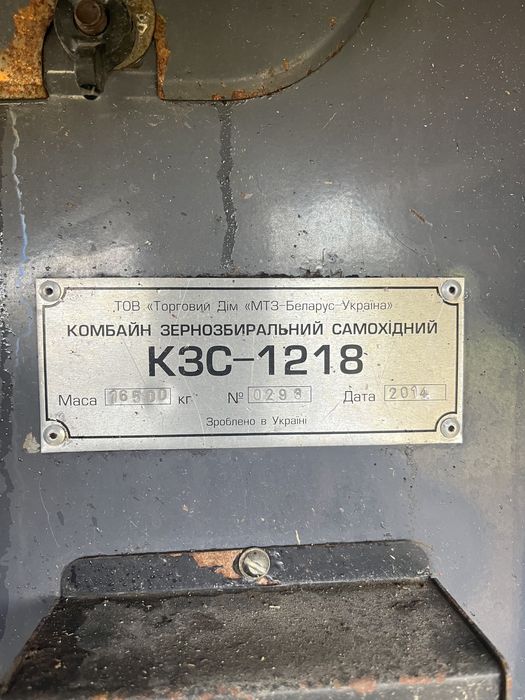 ТОВ «Торговий Дім «МТЗ-Беларус-Україна»
КОМБАЙН ЗЕРНОЗБИРАЛЬНИЙ САМОХІДНИЙ
КЗС-1218
Маса 16500 кг № 0298 Дата 2014
Зроблено в Україні